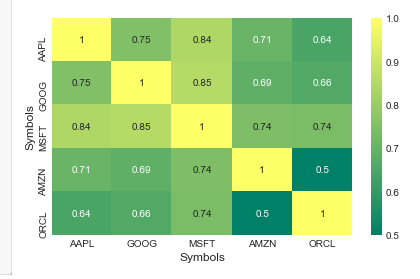 AAPL 1 0.75 0.84 0.71 0.64
GOOG 0.75 1 0.85 0.69 0.66
MSFT 0.84 0.85 1 0.74 0.74
AMZN 0.71 0.69 0.74 1 0.5
ORCL 0.64 0.66 0.74 0.5 1
Symbols
AAPL GOOG MSFT AMZN ORCL
Symbols
1.0
0.9
0.8
0.7
0.6
0.5